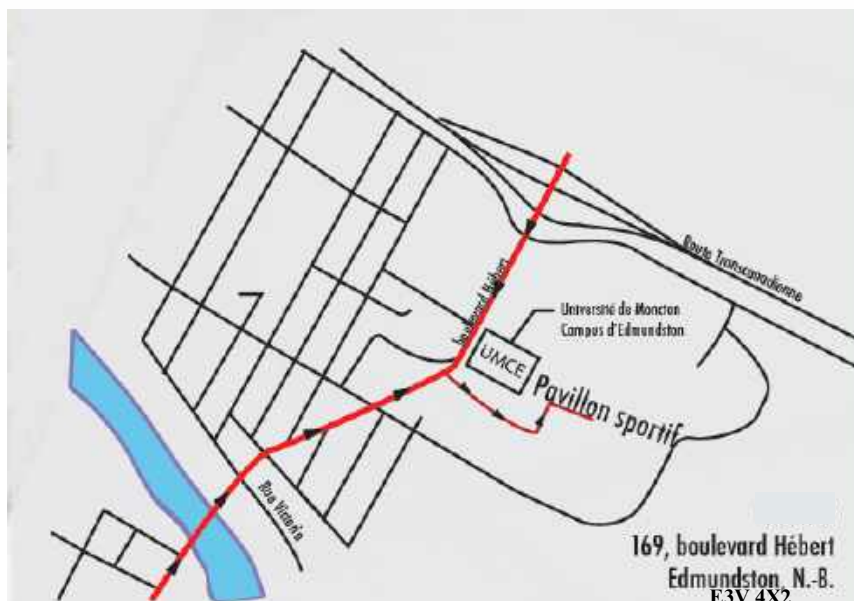 Route Transcanadienne
boulevard Hébert
Université de Moncton
Campus d'Edmundston
UMCE
Pavillon sportif
Rue Victoria
169, boulevard Hébert
Edmundston, N.-B.
E3V 4X2